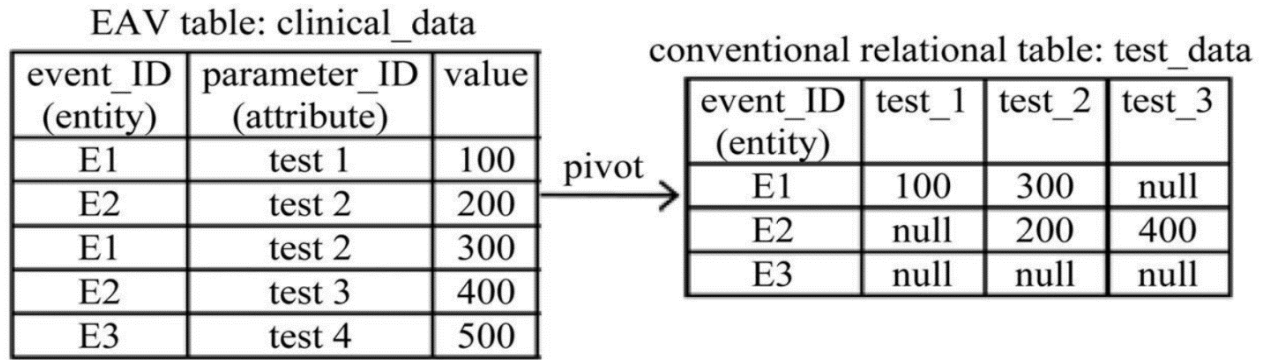 EAV table: clinical_data
event_ID (entity) parameter_ID (attribute) value
E1 test 1 100
E2 test 2 200
E1 test 2 300
E2 test 3 400
E3 test 4 500
pivot
conventional relational table: test_data
event_ID (entity) test_1 test_2 test_3
E1 100 300 null
E2 null 200 400
E3 null null null